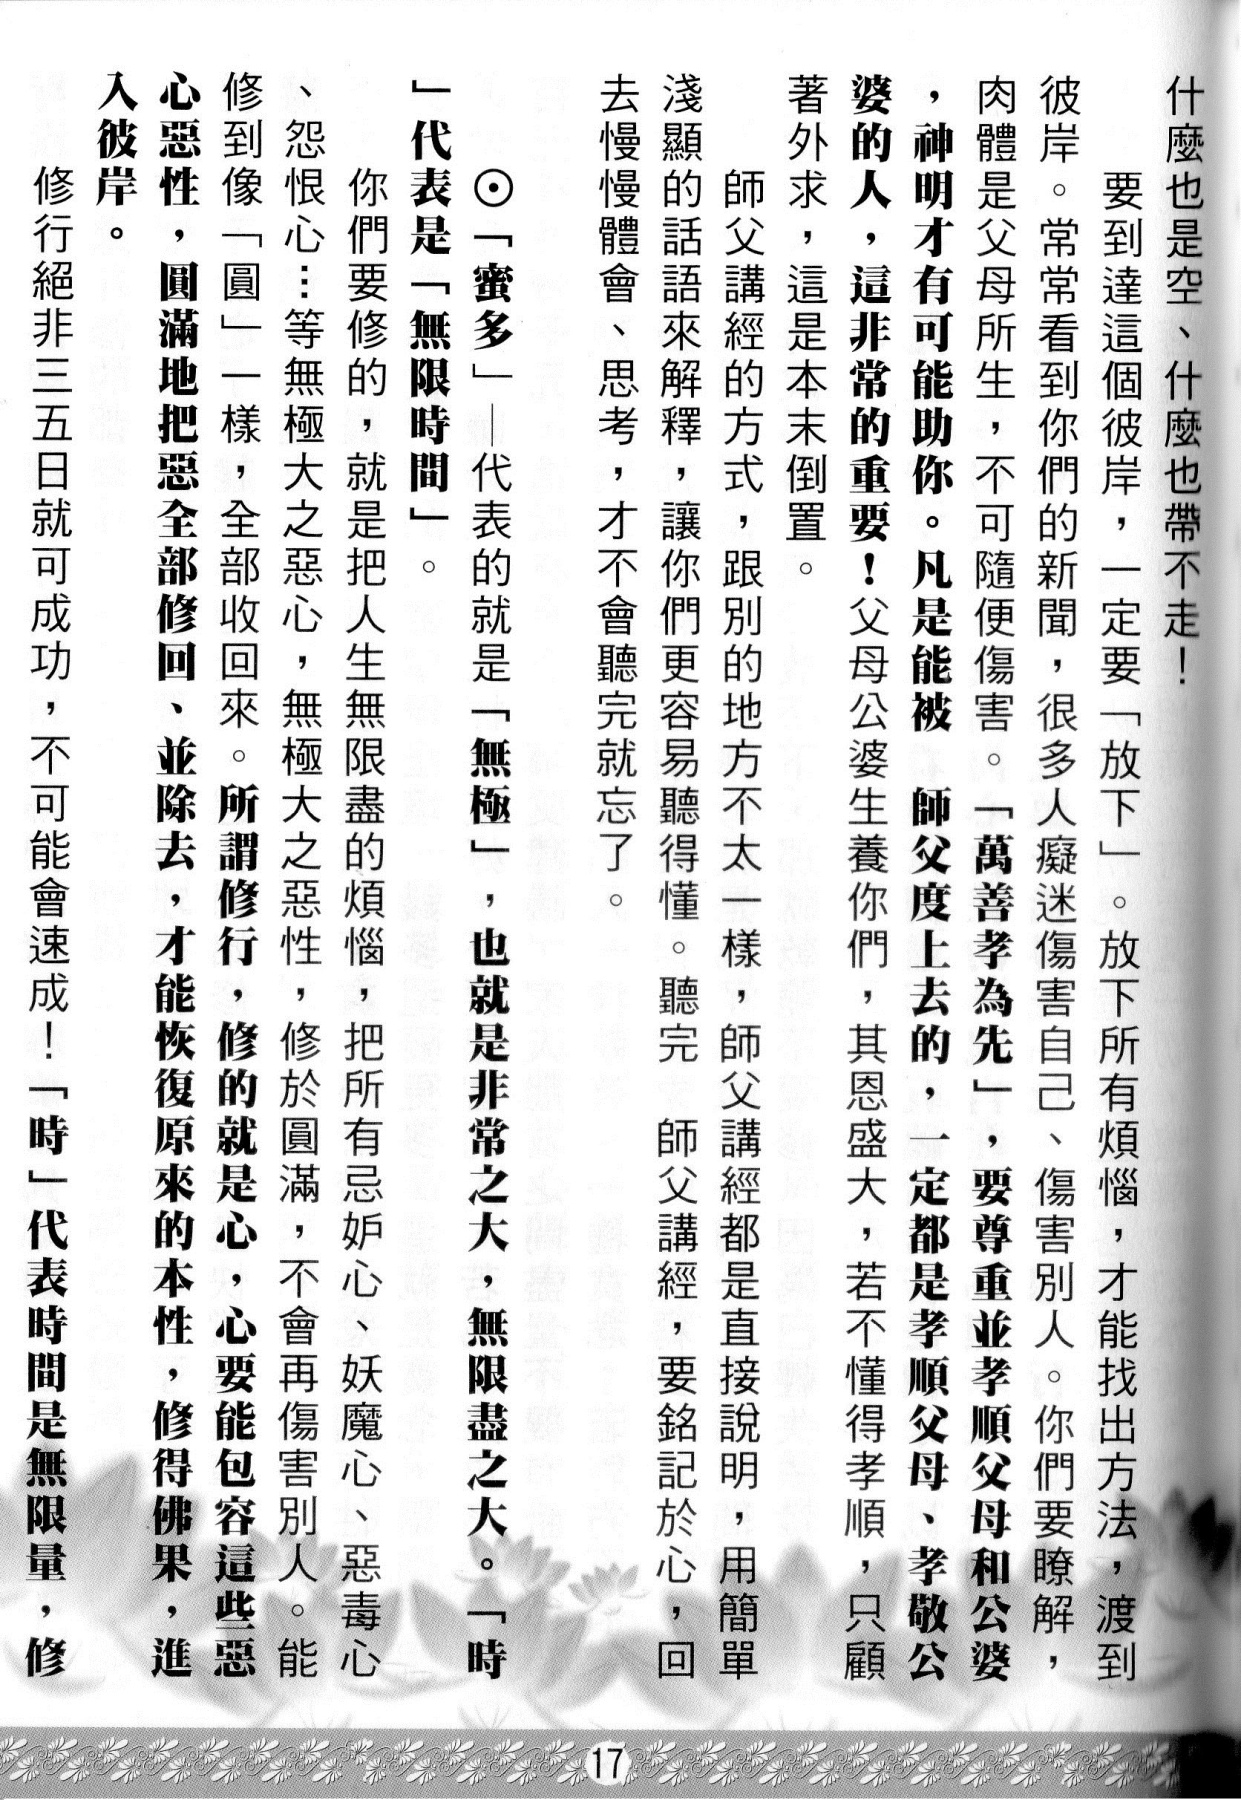 什麼也是空、什麼也帶不走！
要到達這個彼岸，一定要「放下」。放下所有煩惱，才能找出方法，渡到
彼岸。常常看到你們的新聞，很多人癡迷傷害自己、傷害別人。你們要瞭解，
肉體是父母所生，不可隨便傷害。「萬善孝為先」，要尊重並孝順父母和公婆
，神明才有可能助你。凡是能被　師父度上去的，一定都是孝順父母、孝敬公
婆的人，這非常的重要！父母公婆生養你們，其恩盛大，若不懂得孝順，只顧
著外求，這是本末倒置。
師父講經的方式，跟別的地方不太一樣，師父講經都是直接說明，用簡單
淺顯的話語來解釋，讓你們更容易聽得懂。聽完　師父講經，要銘記於心，回
去慢慢體會、思考，才不會聽完就忘了。
⊙「蜜多」—代表的就是「無極」，也就是非常之大，無限盡之大。「時
」代表是「無限時間」。
你們要修的，就是把人生無限盡的煩惱，把所有忌妒心、妖魔心、惡毒心
、怨恨心…等無極大之惡心，無極大之惡性，修於圓滿，不會再傷害別人。能
修到像「圓」一樣，全部收回來。所謂修行，修的就是心，心要能包容這些惡
心惡性，圓滿地把惡全部修回、並除去，才能恢復原來的本性，修得佛果，進
入彼岸。
修行絕非三五日就可成功，不可能會速成！「時」代表時間是無限量，修
17